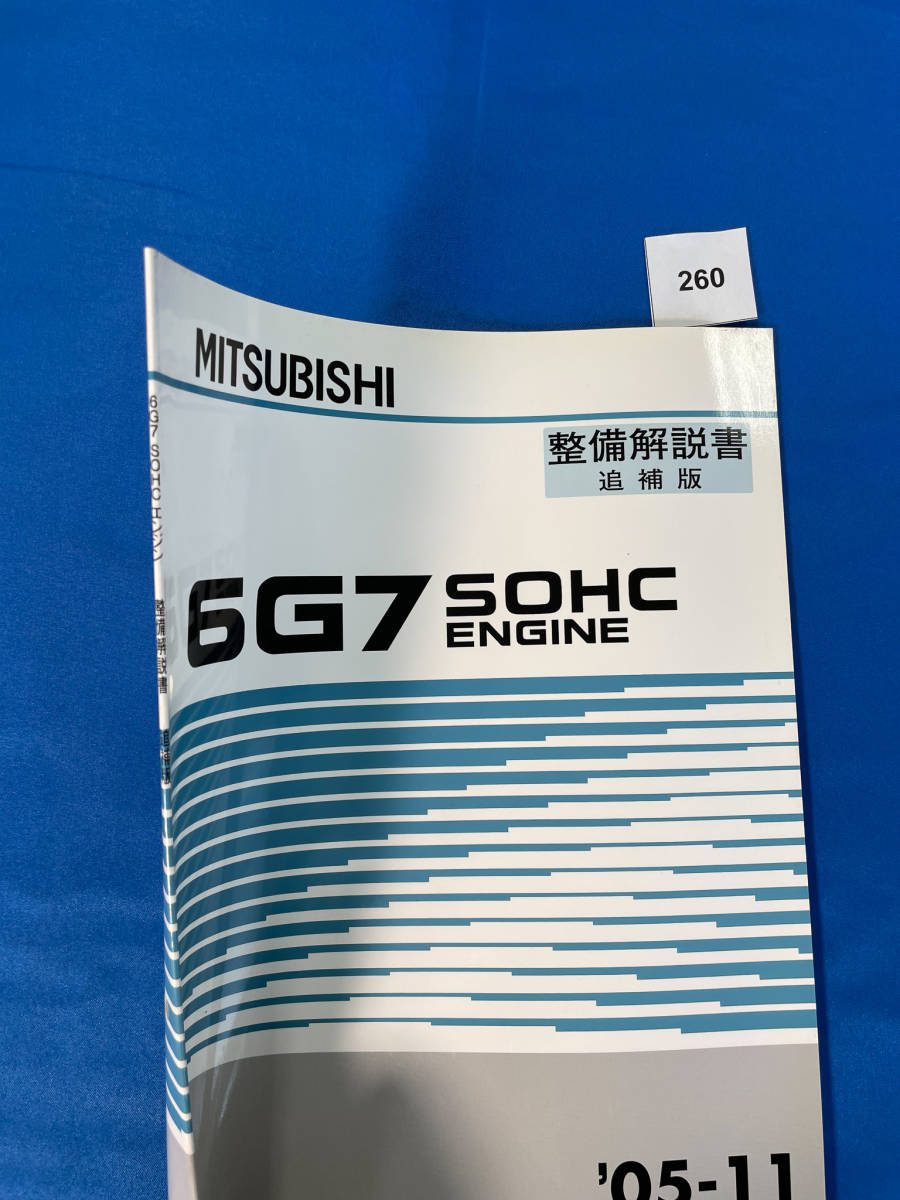 260
MITSUBISHI
整備解説書
追補版
6G7 SOHC
ENGINE
'05-11
6G7 SOHCエンジン 整備解説書 追補版